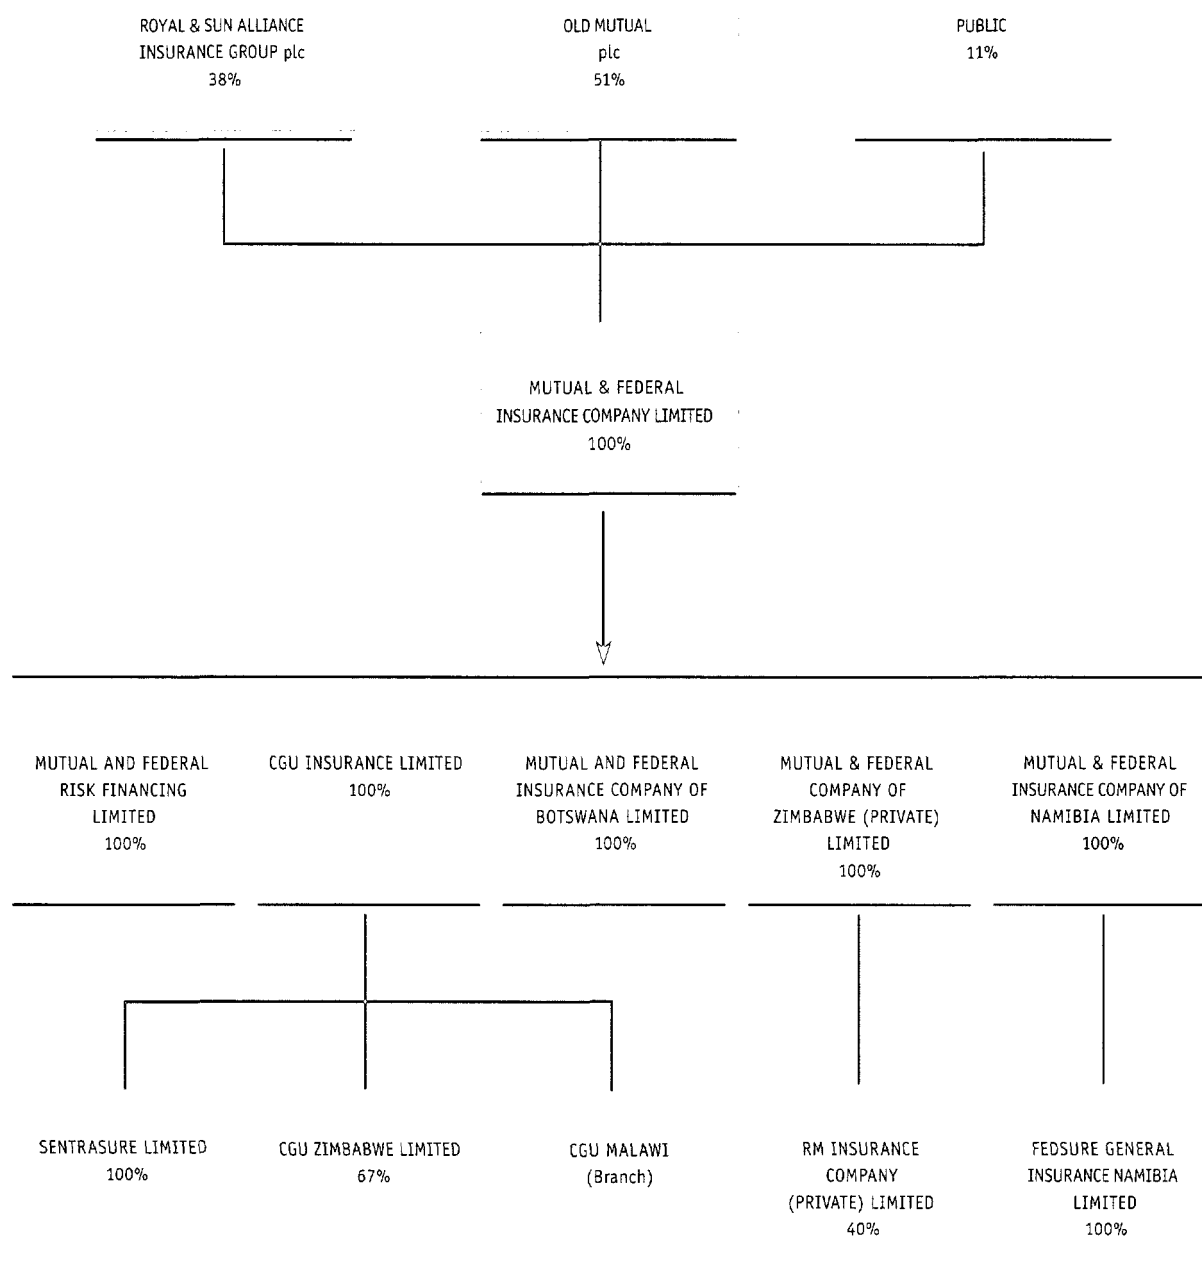 ROYAL & SUN ALLIANCE
INSURANCE GROUP plc
38%
OLD MUTUAL
plc
51%
PUBLIC
11%
MUTUAL & FEDERAL
INSURANCE COMPANY LIMITED
100%
MUTUAL AND FEDERAL
RISK FINANCING
LIMITED
100%
CGU INSURANCE LIMITED
100%
MUTUAL AND FEDERAL
INSURANCE COMPANY OF
BOTSWANA LIMITED
100%
MUTUAL & FEDERAL
COMPANY OF
ZIMBABWE (PRIVATE)
LIMITED
100%
MUTUAL & FEDERAL
INSURANCE COMPANY OF
NAMIBIA LIMITED
100%
SENTRASURE LIMITED
100%
CGU ZIMBABWE LIMITED
67%
CGU MALAWI
(Branch)
RM INSURANCE
COMPANY
(PRIVATE) LIMITED
40%
FEDSURE GENERAL
INSURANCE NAMIBIA
LIMITED
100%